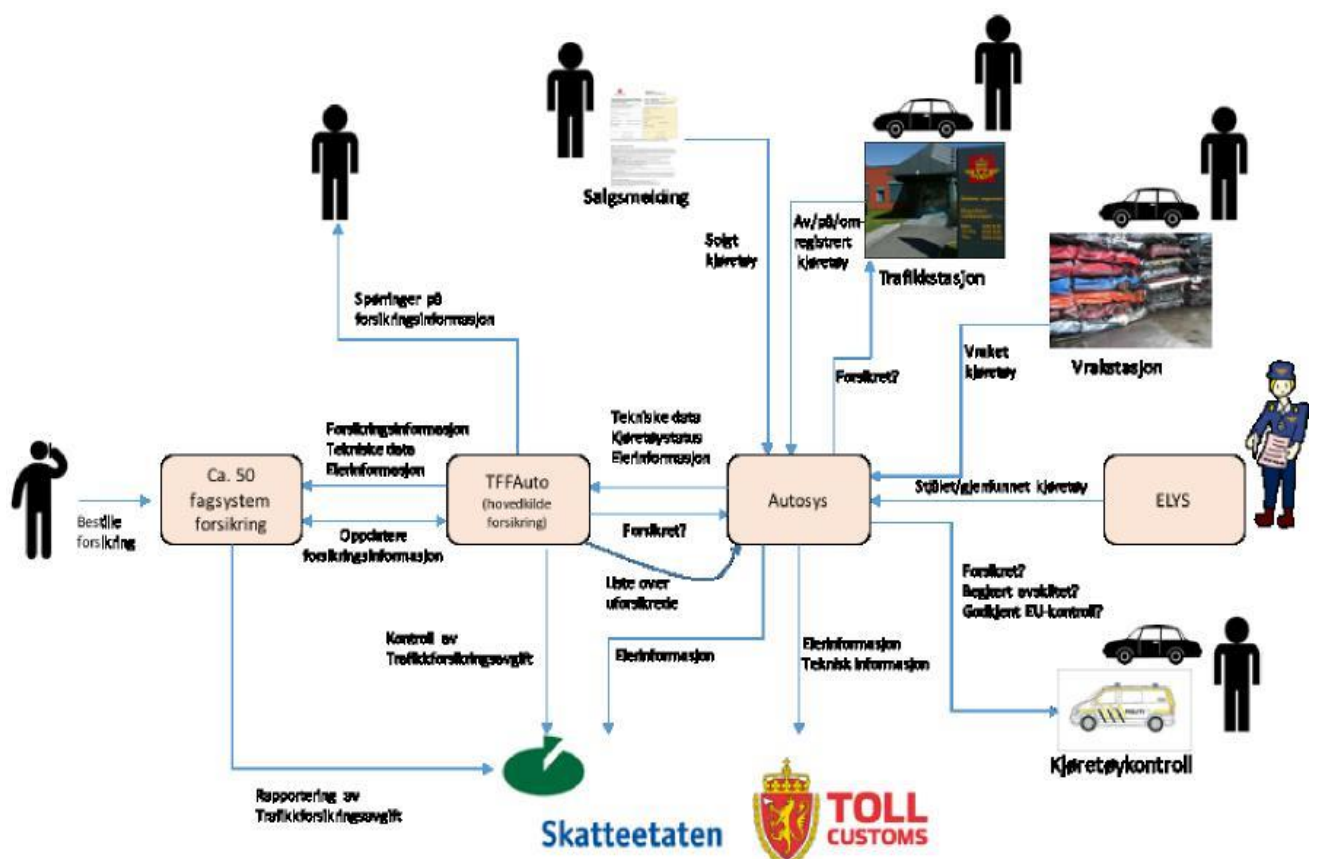 Salgsmelding
Solgt
kjøretøy
Av/på/om
registrert
kjøretøy
Trafikkstasjon
Spørringer på
forsikringsinformasjon
Forsikret?
Vraket
kjøretøy
Vrakstasjon
Forsikringsinformasjon
Tekniske data
Eierinformasjon
Tekniske data
Kjøretøystatus
Eierinformasjon
Bestille
forsikring
Ca. 50
fagsystem
forsikring
TFFAuto
(hovedkilde
forsikring)
Autosys
Stjålet/gjenfunnet kjøretøy
ELYS
Oppdatere
forsikringsinformasjon
Forsikret?
Liste over
uforsikrede
Forsikret?
Begjært avskiltet?
Godkjent EU-kontroll?
Kontroll av
Trafikkforsikringsavgift
Eierinformasjon
Eierinformasjon
Teknisk informasjon
POLITI
Kjøretøykontroll
Rapportering av
Trafikkforsikringsavgift
Skatteetaten
TOLL
CUSTOMS